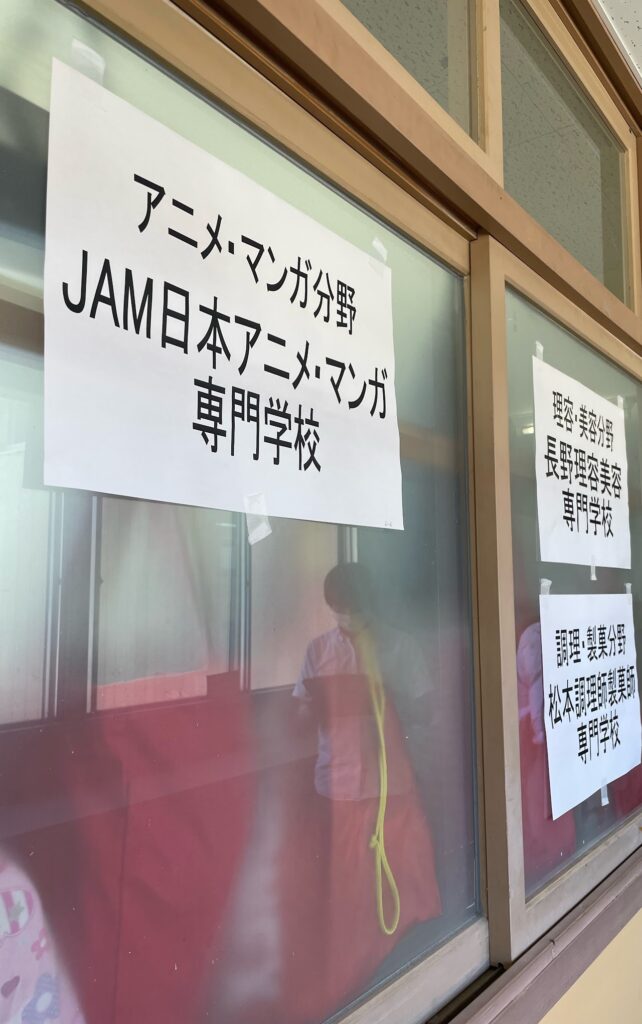 アニメ・マンガ分野
JAM日本アニメ・マンガ
専門学校
理容・美容分野
長野理容美容
専門学校
調理・製菓分野
松本調理師製菓師
専門学校